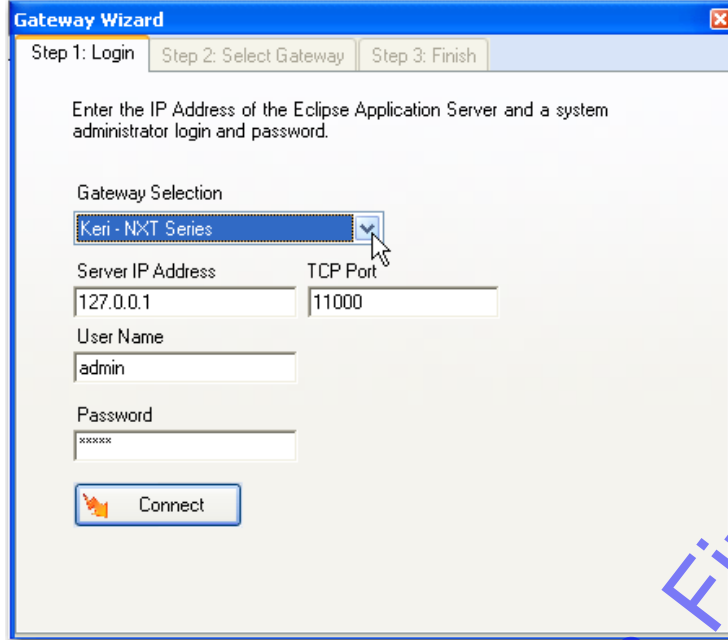 Gateway Wizard
Step 1: Login
Step 2: Select Gateway
Step 3: Finish
Enter the IP Address of the Eclipse Application Server and a system
administrator login and password.
Gateway Selection
Keri - NXT Series
Server IP Address
TCP Port
127.0.0.1
11000
User Name
admin
Password
*****
Connect